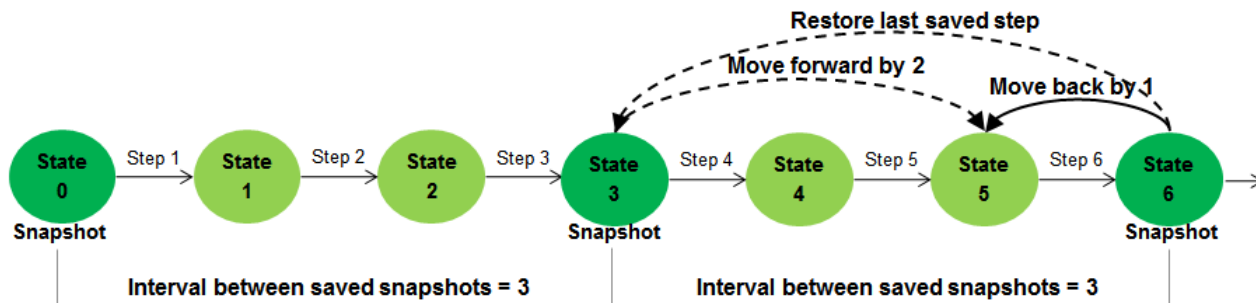 Restore last saved step
Move forward by 2
Move back by 1
State 0
Step 1
State 1
Step 2
State 2
Step 3
State 3
Step 4
State 4
Step 5
State 5
Step 6
State 6
Snapshot
Snapshot
Snapshot
Interval between saved snapshots = 3
Interval between saved snapshots = 3